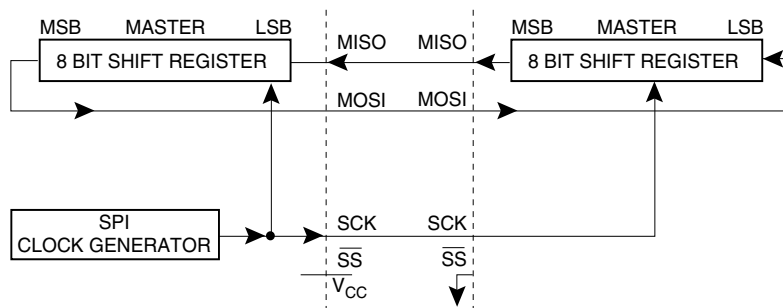 MSB MASTER LSB
8 BIT SHIFT REGISTER
MISO MISO
MSB MASTER LSB
8 BIT SHIFT REGISTER
MOSI MOSI
SPI
CLOCK GENERATOR
SCK SCK
SS SS
VCC